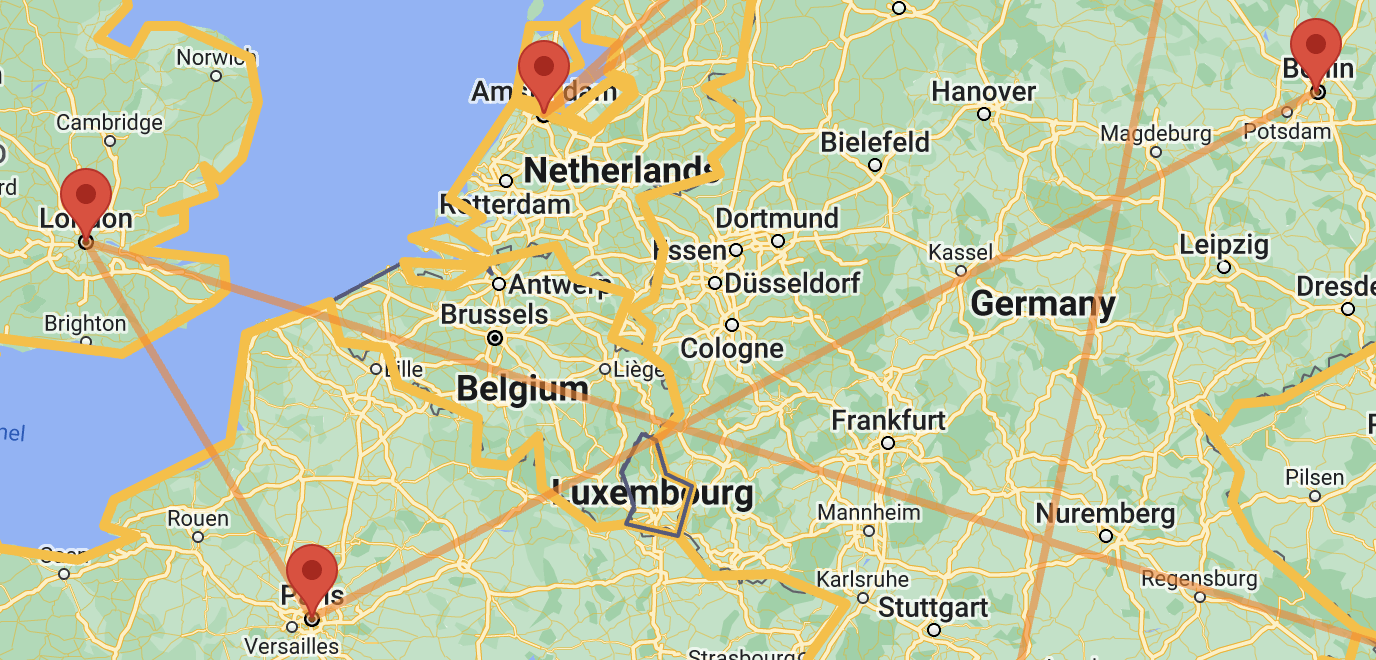 Norwich
Cambridge
London
Brighton
Amsterdam
Netherlands
Rotterdam
Hanover
Bielefeld
Magdeburg
Berlin
Potsdam
Dortmund
Essen
Düsseldorf
Kassel
Leipzig
Germany
Cologne
Antwerp
Brussels
Lille
Liège
Belgium
Frankfurt
Luxembourg
Mannheim
Nuremberg
Pilsen
Rouen
Paris
Versailles
Karlsruhe
Stuttgart
Regensburg
Strasbourg